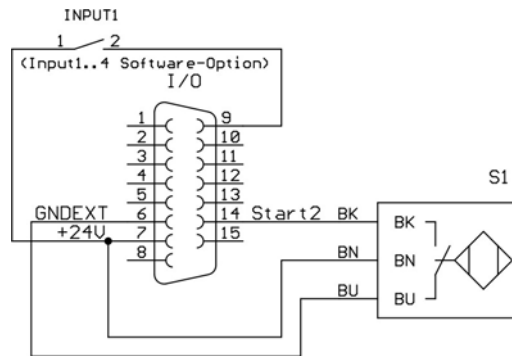 INPUT1
1 2
(Input1..4 Software-Option)
I/O
1 9
2 10
3 11
4 12
5 13
GNDEXT 6 14 Start2 BK
+24V 7 15
8
S1
BK
BN BN
BU BU